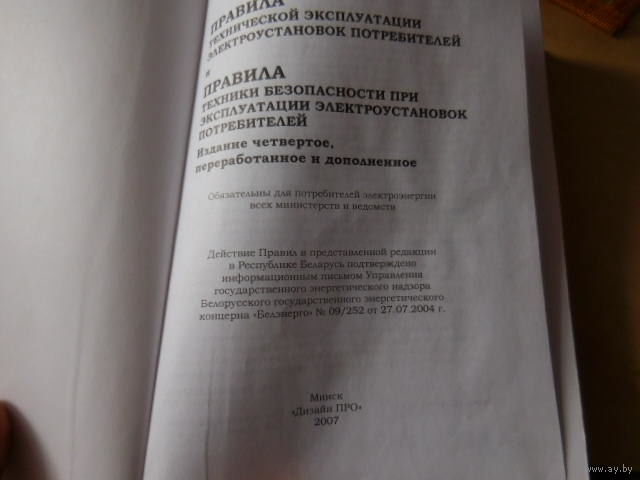 ПРАВИЛА
ТЕХНИЧЕСКОЙ ЭКСПЛУАТАЦИИ
ЭЛЕКТРОУСТАНОВОК ПОТРЕБИТЕЛЕЙ
и
ПРАВИЛА
ТЕХНИКИ БЕЗОПАСНОСТИ ПРИ
ЭКСПЛУАТАЦИИ ЭЛЕКТРОУСТАНОВОК
ПОТРЕБИТЕЛЕЙ
Издание четвертое,
переработанное и дополненное
Обязательны для потребителей электроэнергии
всех министерств и ведомств
Действие Правил в представленной редакции
в Республике Беларусь подтверждено
информационным письмом Управления
государственного энергетического надзора
Белорусского государственного энергетического
концерна «Белэнерго» № 09/252 от 27.07.2004 г.
Минск
«Дизайн ПРО»
2007
www.ay.by